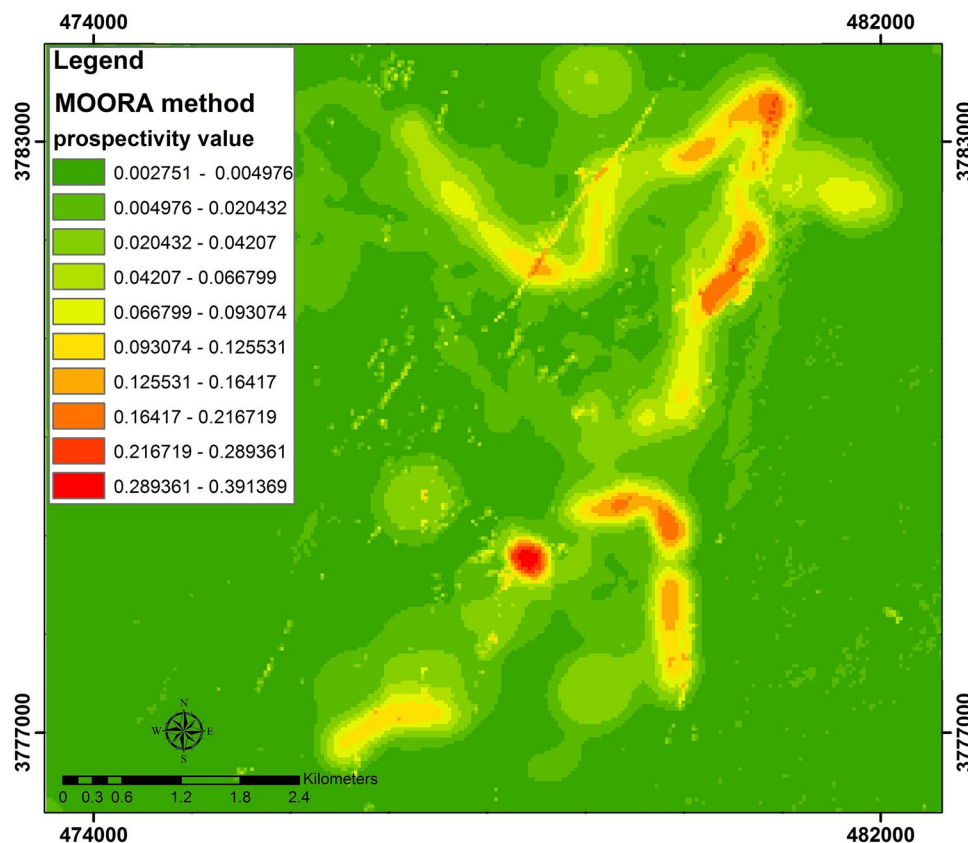 474000
482000
Legend
MOORA method
prospectivity value
0.002751 - 0.004976
0.004976 - 0.020432
0.020432 - 0.04207
0.04207 - 0.066799
0.066799 - 0.093074
0.093074 - 0.125531
0.125531 - 0.16417
0.16417 - 0.216719
0.216719 - 0.289361
0.289361 - 0.391369
3783000
3783000
3777000
3777000
N
W E
S
Kilometers
0 0.3 0.6 1.2 1.8 2.4
474000
482000